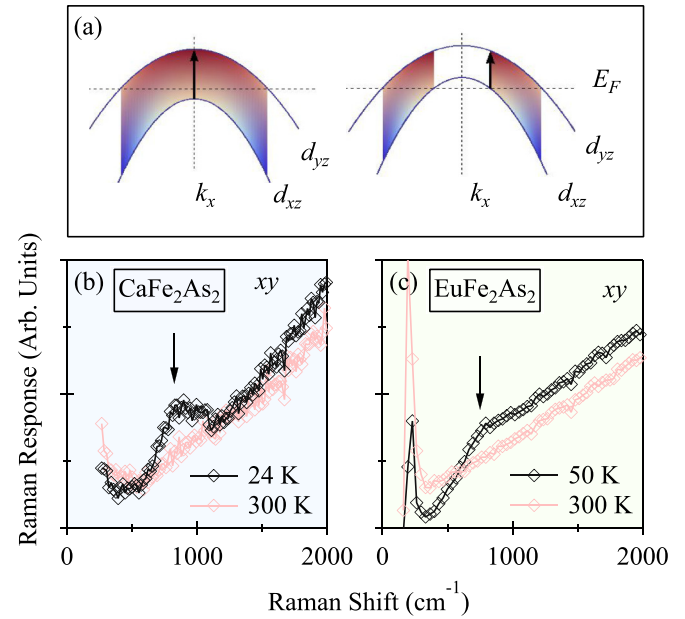 (a)
E_F
d_yz
d_yz
k_x
d_xz
k_x
d_xz
Raman Response (Arb. Units)
(b)
CaFe₂As₂
xy
24 K
300 K
0
1000
2000
(c)
EuFe₂As₂
xy
50 K
300 K
0
1000
2000
Raman Shift (cm⁻¹)